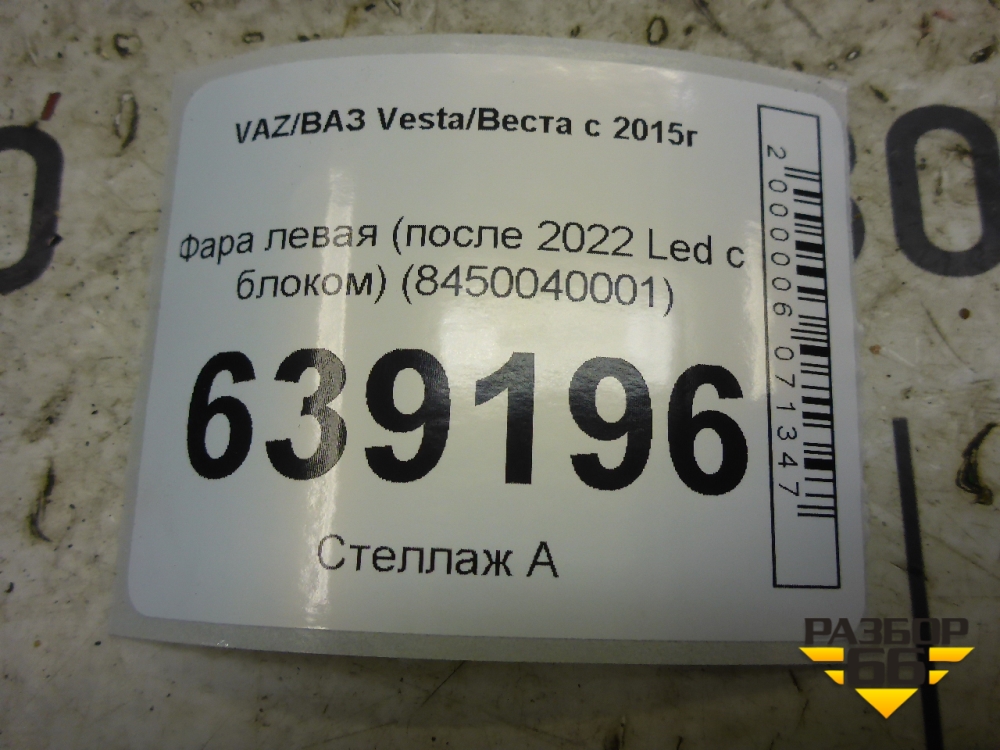 VAZ/ВАЗ Vesta/Веста с 2015г
Фара левая (после 2022 Led с
блоком) (8450040001)
639196
Стеллаж А
2000006071347
РАЗБОР
66